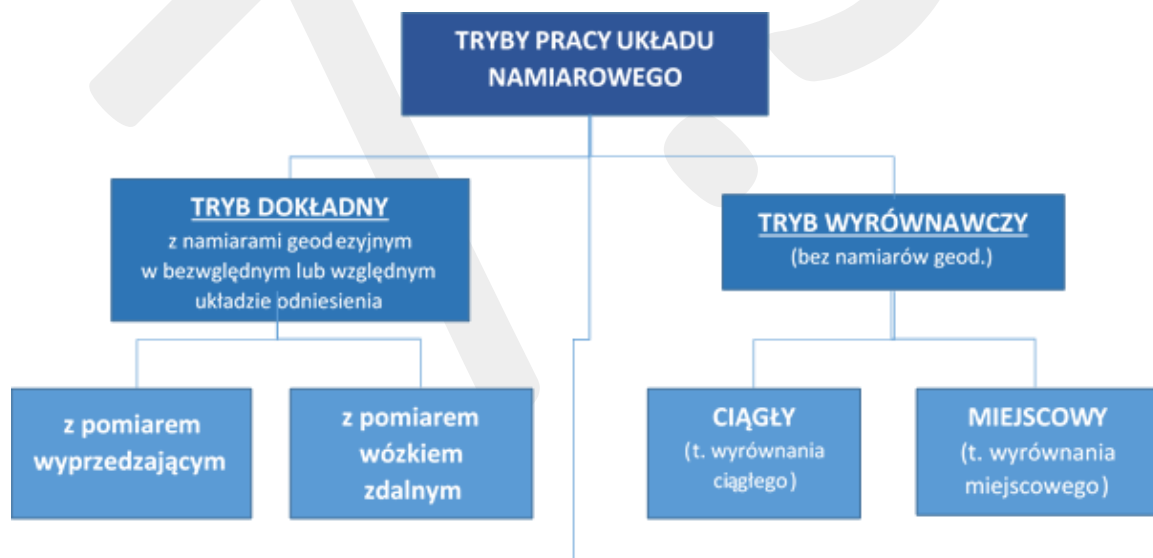 TRYBY PRACY UKŁADU
NAMIAROWEGO
TRYB DOKŁADNY
z namiarami geodezyjnym
w bezwględnym lub względnym
układzie odniesienia
TRYB WYRÓWNAWCZY
(bez namiarów geod.)
z pomiarem
wyprzedzającym
z pomiarem
wózkiem
zdalnym
CIĄGŁY
(t. wyrównania
ciągłego)
MIEJSCOWY
(t. wyrównania
miejscowego)